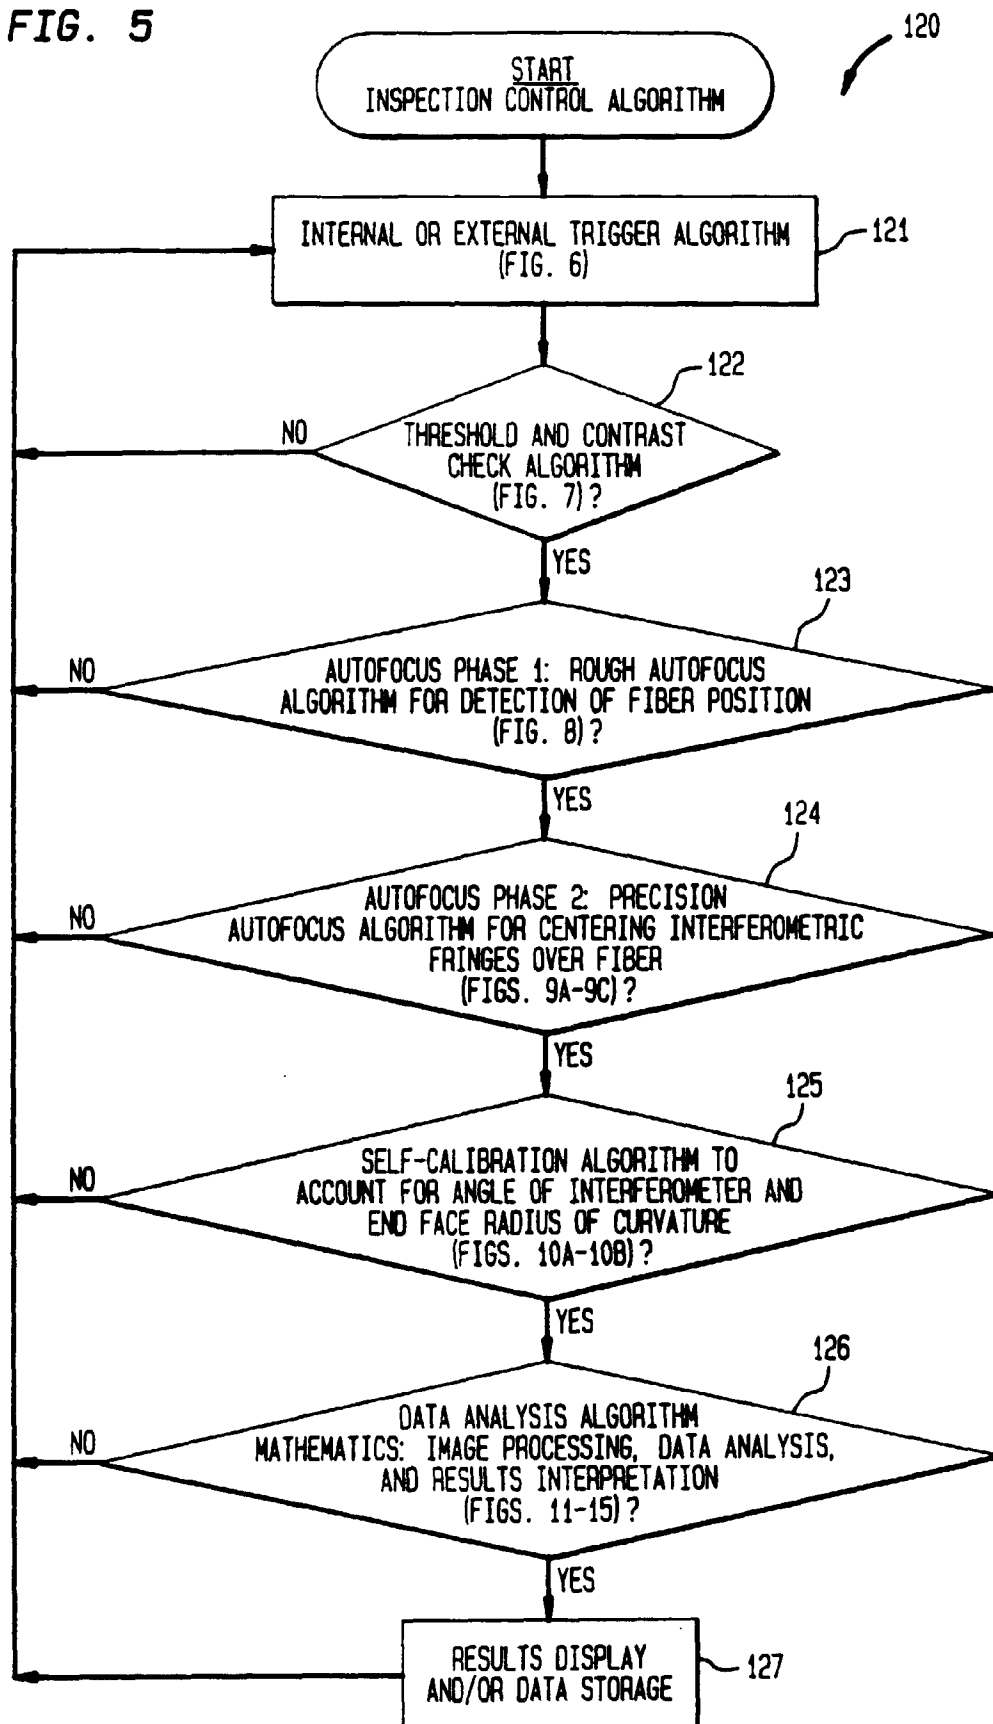 FIG. 5
120
START
INSPECTION CONTROL ALGORITHM
INTERNAL OR EXTERNAL TRIGGER ALGORITHM
(FIG. 6)
121
122
NO
THRESHOLD AND CONTRAST
CHECK ALGORITHM
(FIG. 7)?
YES
123
NO
AUTOFOCUS PHASE 1: ROUGH AUTOFOCUS
ALGORITHM FOR DETECTION OF FIBER POSITION
(FIG. 8)?
YES
124
NO
AUTOFOCUS PHASE 2: PRECISION
AUTOFOCUS ALGORITHM FOR CENTERING INTERFEROMETRIC
FRINGES OVER FIBER
(FIGS. 9A-9C)?
YES
125
NO
SELF-CALIBRATION ALGORITHM TO
ACCOUNT FOR ANGLE OF INTERFEROMETER AND
END FACE RADIUS OF CURVATURE
(FIGS. 10A-10B)?
YES
126
NO
DATA ANALYSIS ALGORITHM
MATHEMATICS: IMAGE PROCESSING, DATA ANALYSIS,
AND RESULTS INTERPRETATION
(FIGS. 11-15)?
YES
RESULTS DISPLAY
AND/OR DATA STORAGE
127